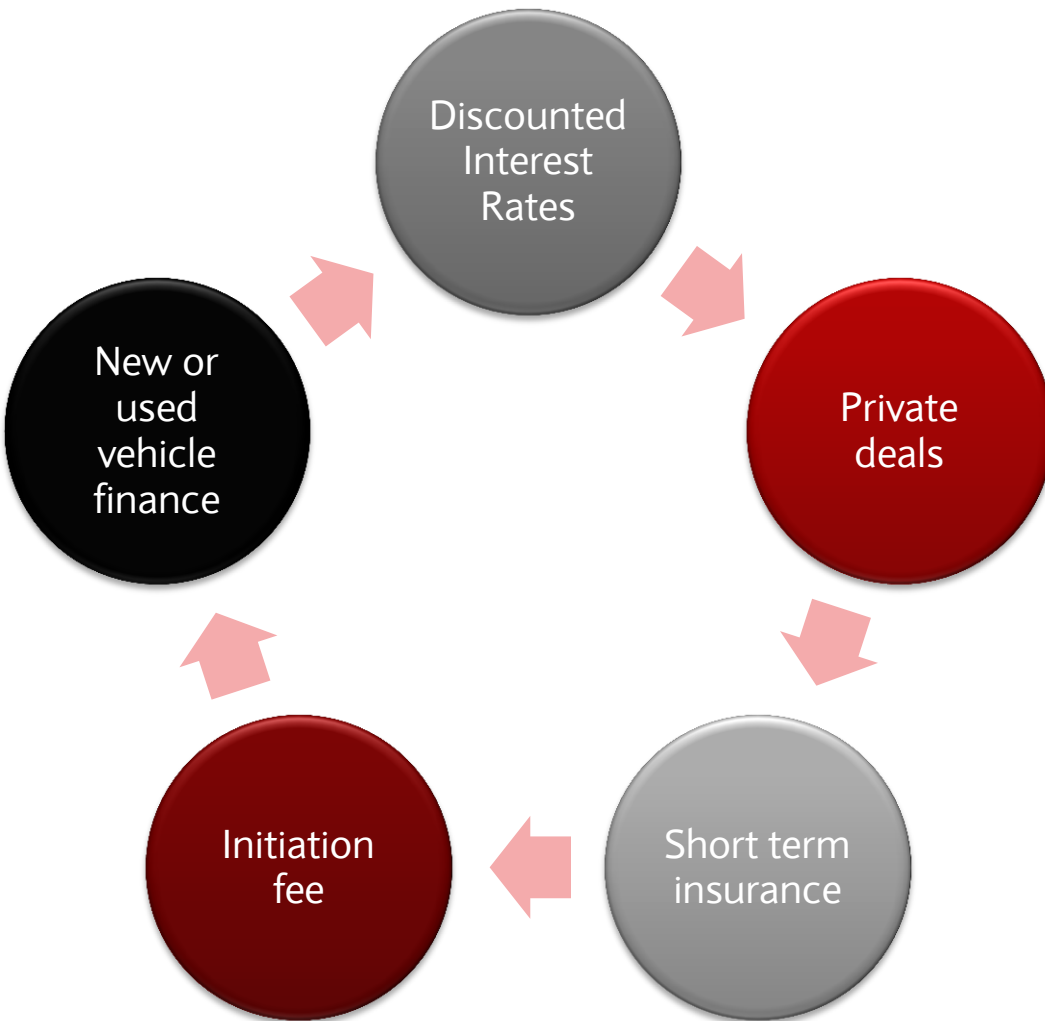 Discounted
Interest
Rates
Private
deals
Short term
insurance
Initiation
fee
New or
used
vehicle
finance